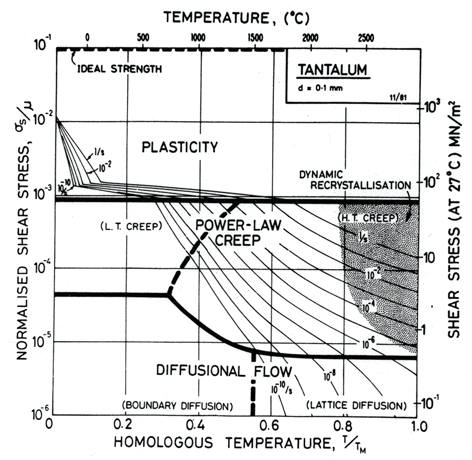 TEMPERATURE, (°C)
0 500 1000 1500 2000 2500
10⁻¹
IDEAL STRENGTH
TANTALUM
d = 0·1 mm
11/81
10³
10⁻²
1/s
10⁻²
PLASTICITY
DYNAMIC RECRYSTALLISATION
10⁻¹⁰/s
10²
10⁻³
(L.T. CREEP)
POWER-LAW
CREEP
(H.T. CREEP)
1/s
10
10⁻⁴
10⁻²
10⁻⁴
1
10⁻⁵
10⁻⁶
DIFFUSIONAL FLOW
10⁻⁸
10⁻¹⁰/s
10⁻¹
(BOUNDARY DIFFUSION)
(LATTICE DIFFUSION)
10⁻⁶
0 0.2 0.4 0.6 0.8 1.0
HOMOLOGOUS TEMPERATURE, T/TM
NORMALISED SHEAR STRESS, σs/μ
SHEAR STRESS (AT 27°C) MN/m²